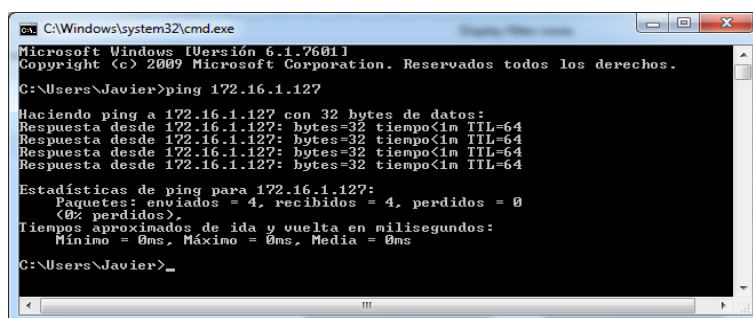 C:\Windows\system32\cmd.exe
Microsoft Windows [Versión 6.1.7601]
Copyright (c) 2009 Microsoft Corporation. Reservados todos los derechos.
C:\Users\Javier>ping 172.16.1.127
Haciendo ping a 172.16.1.127 con 32 bytes de datos:
Respuesta desde 172.16.1.127: bytes=32 tiempo<1m TTL=64
Respuesta desde 172.16.1.127: bytes=32 tiempo<1m TTL=64
Respuesta desde 172.16.1.127: bytes=32 tiempo<1m TTL=64
Respuesta desde 172.16.1.127: bytes=32 tiempo<1m TTL=64
Estadísticas de ping para 172.16.1.127:
Paquetes: enviados = 4, recibidos = 4, perdidos = 0
(0% perdidos),
Tiempos aproximados de ida y vuelta en milisegundos:
Mínimo = 0ms, Máximo = 0ms, Media = 0ms
C:\Users\Javier>_